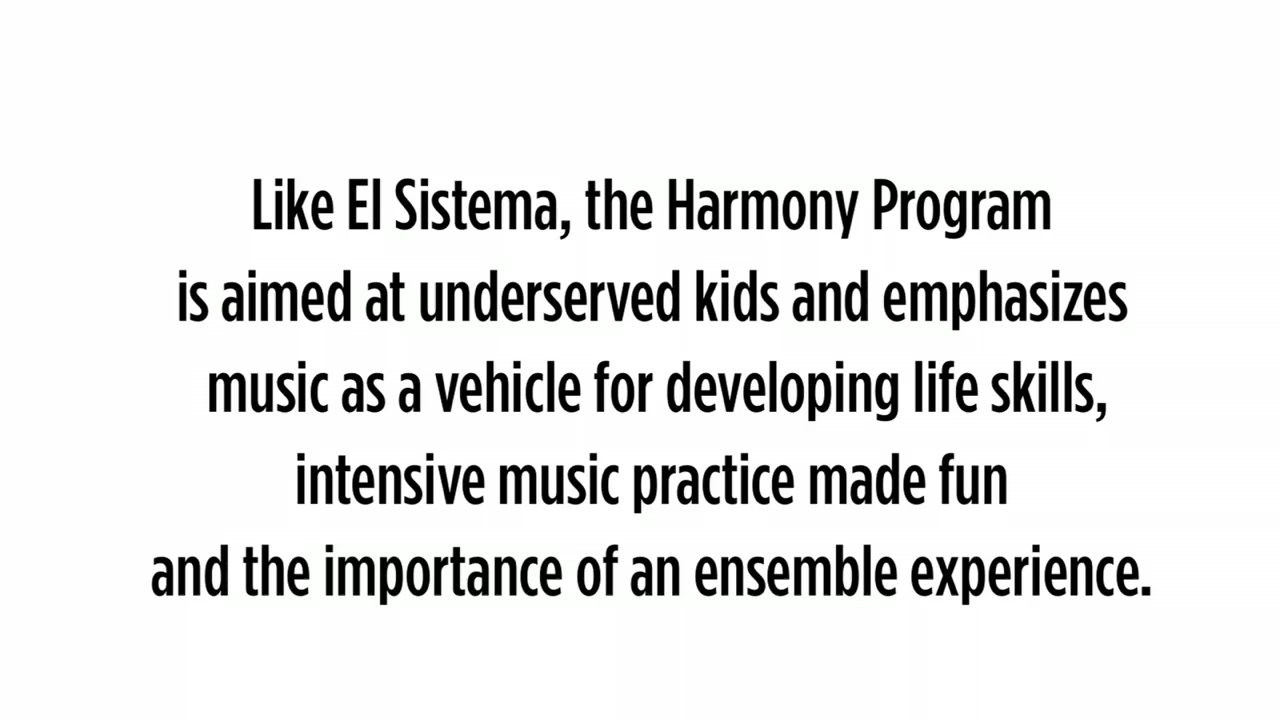 Like El Sistema, the Harmony Program
is aimed at underserved kids and emphasizes
music as a vehicle for developing life skills,
intensive music practice made fun
and the importance of an ensemble experience.